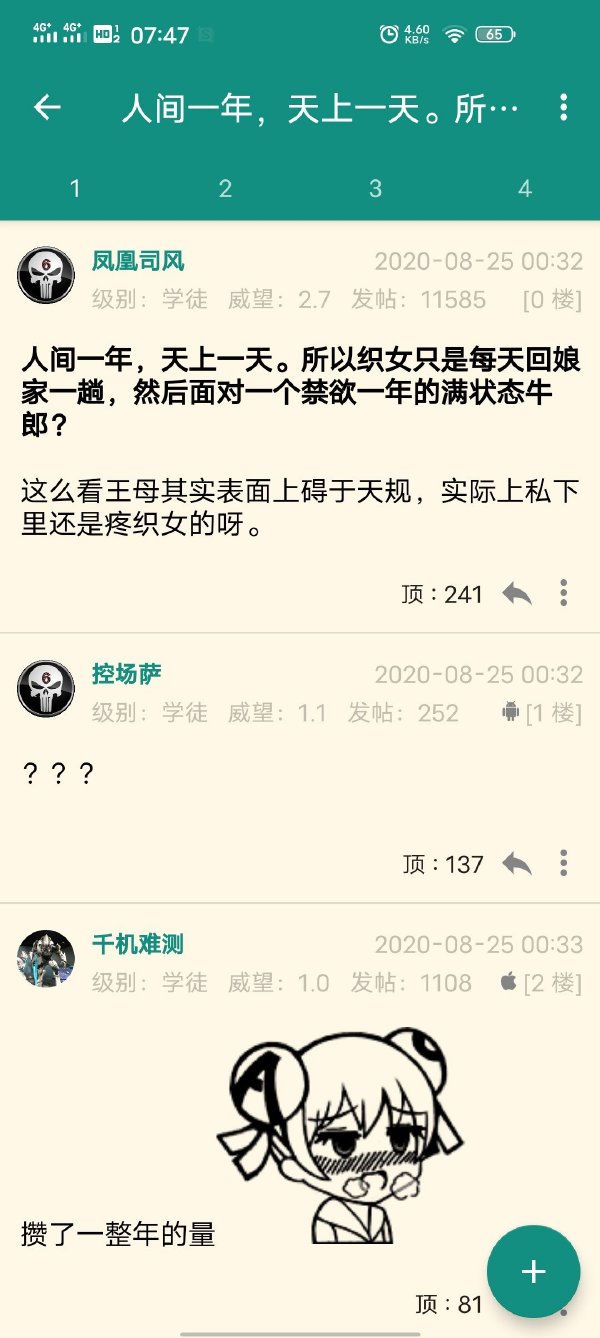 4G+ 4G+ HD 1 2 07:47 4.60 KB/s 65
人间一年，天上一天。所…
1 2 3 4
凤凰司风 2020-08-25 00:32
级别：学徒 威望：2.7 发帖：11585 [0 楼]
人间一年，天上一天。所以织女只是每天回娘
家一趟，然后面对一个禁欲一年的满状态牛
郎？
这么看王母其实表面上碍于天规，实际上私下
里还是疼织女的呀。
顶：241
控场萨 2020-08-25 00:32
级别：学徒 威望：1.1 发帖：252 [1 楼]
？？？
顶：137
千机难测 2020-08-25 00:33
级别：学徒 威望：1.0 发帖：1108 [2 楼]
A
攒了一整年的量
顶：81